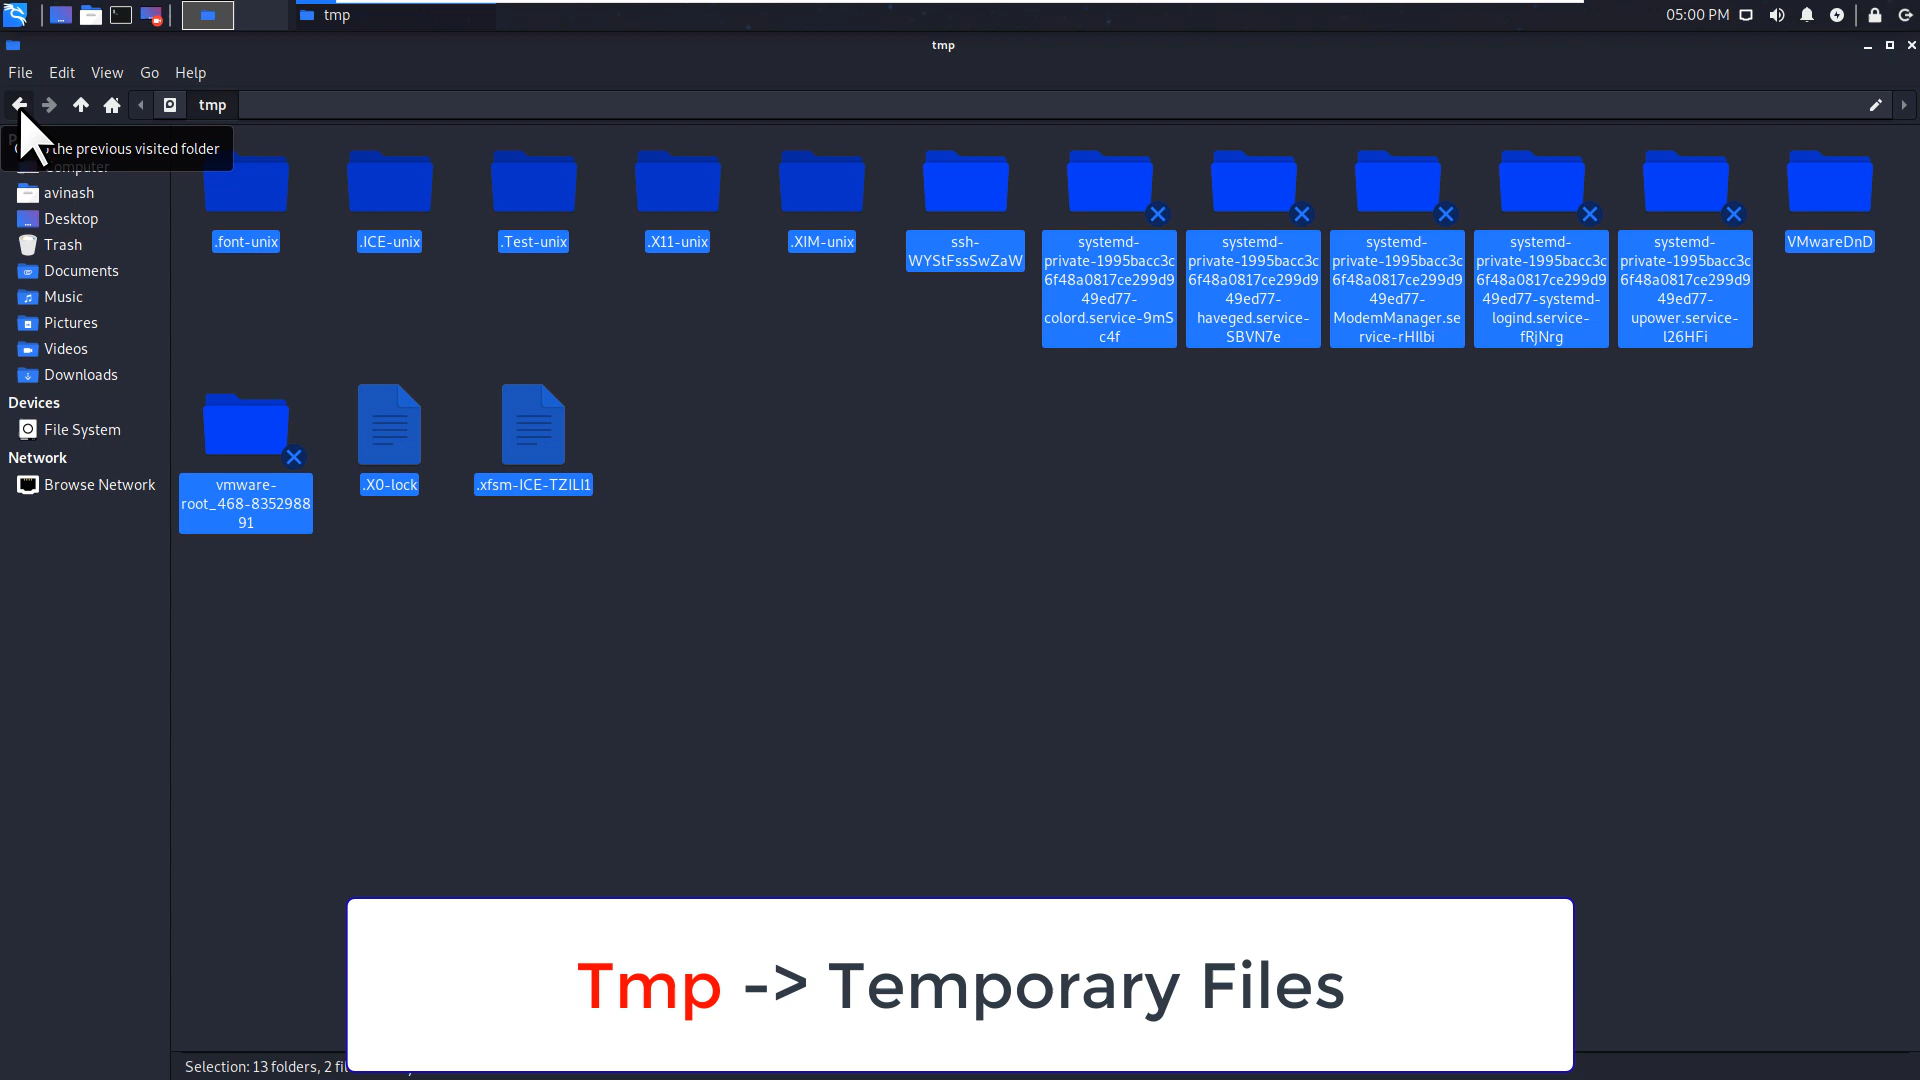 tmp
05:00 PM
tmp
File Edit View Go Help
tmp
the previous visited folder
Computer
avinash
Desktop
Trash
Documents
Music
Pictures
Videos
Downloads
Devices
File System
Network
Browse Network
.font-unix
.ICE-unix
.Test-unix
.X11-unix
.XIM-unix
ssh-
WYStFssSwZaW
systemd-
private-1995bacc3c
6f48a0817ce299d9
49ed77-
colord.service-9mS
c4f
systemd-
private-1995bacc3c
6f48a0817ce299d9
49ed77-
haveged.service-
SBVN7e
systemd-
private-1995bacc3c
6f48a0817ce299d9
49ed77-
ModemManager.se
rvice-rHIlbi
systemd-
private-1995bacc3c
6f48a0817ce299d9
49ed77-systemd-
logind.service-
fRjNrg
systemd-
private-1995bacc3c
6f48a0817ce299d9
49ed77-
upower.service-
l26HFi
VMwareDnD
vmware-
root_468-8352988
91
.X0-lock
.xfsm-ICE-TZILI1
Tmp -> Temporary Files
Selection: 13 folders, 2 fil